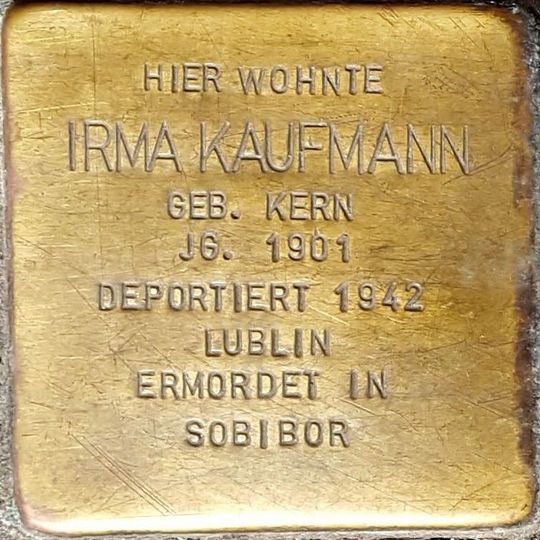 HIER WOHNTE
IRMA KAUFMANN
GEB. KERN
JG. 1901
DEPORTIERT 1942
LUBLIN
ERMORDET IN
SOBIBOR